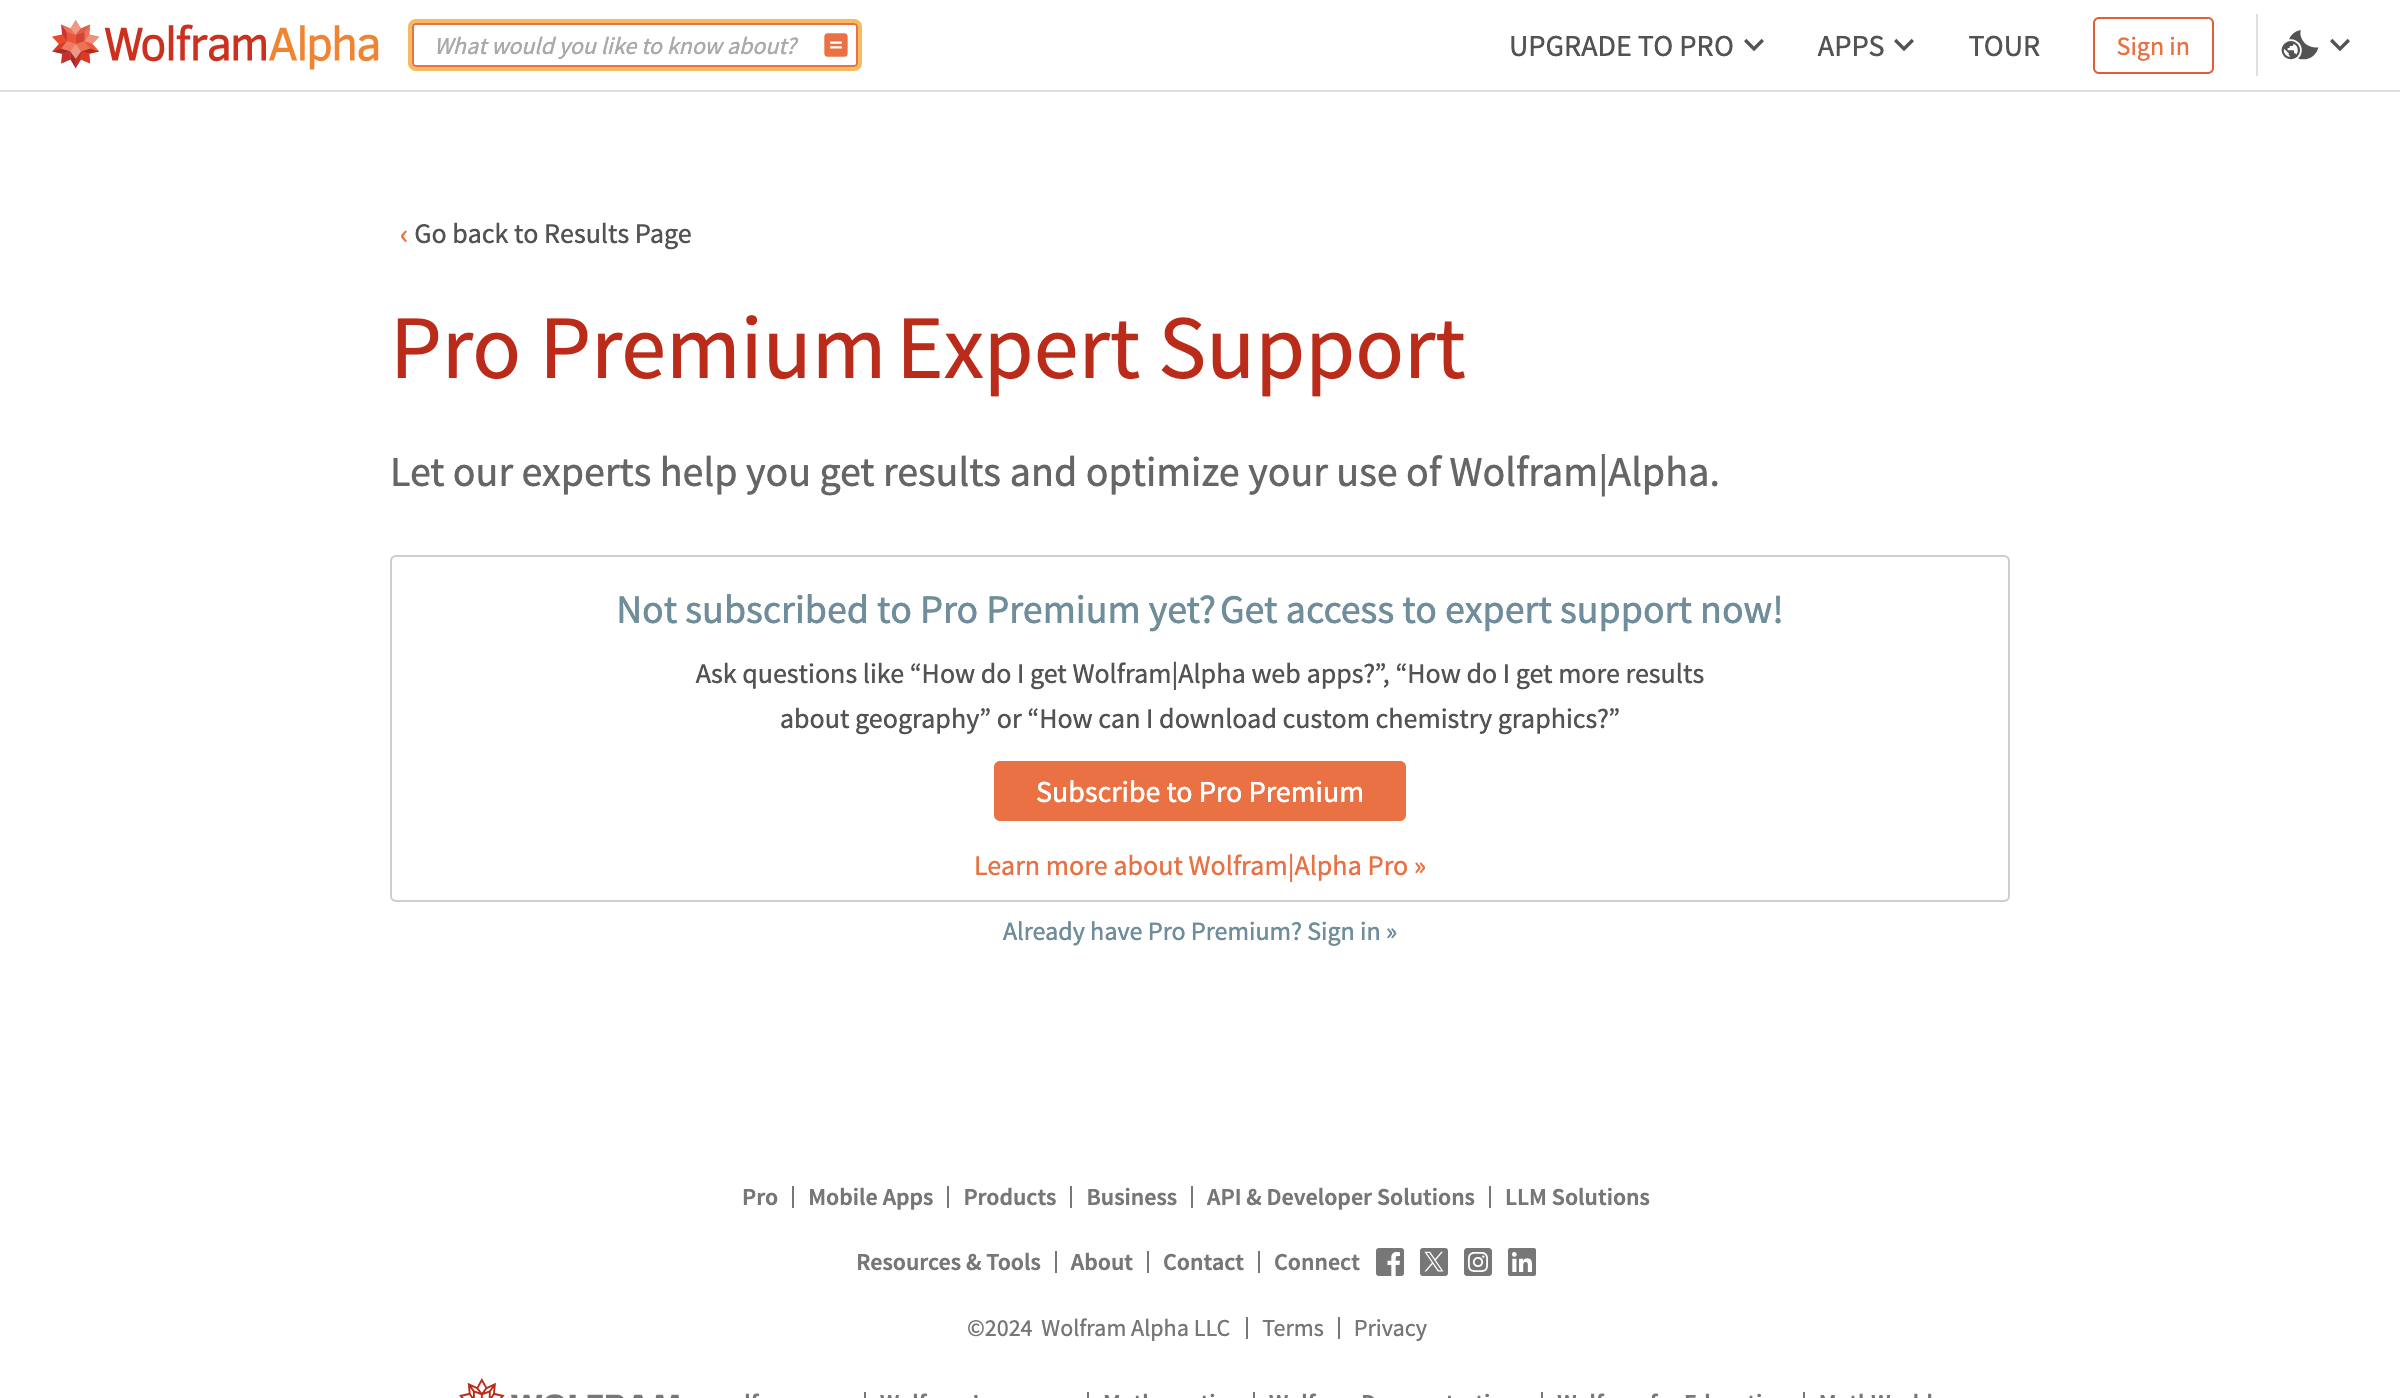 WolframAlpha
What would you like to know about?
UPGRADE TO PRO
APPS
TOUR
Sign in
‹ Go back to Results Page
Pro Premium Expert Support
Let our experts help you get results and optimize your use of Wolfram|Alpha.
Not subscribed to Pro Premium yet? Get access to expert support now!
Ask questions like “How do I get Wolfram|Alpha web apps?”, “How do I get more results
about geography” or “How can I download custom chemistry graphics?”
Subscribe to Pro Premium
Learn more about Wolfram|Alpha Pro »
Already have Pro Premium? Sign in »
Pro | Mobile Apps | Products | Business | API & Developer Solutions | LLM Solutions
Resources & Tools | About | Contact | Connect
©2024 Wolfram Alpha LLC | Terms | Privacy